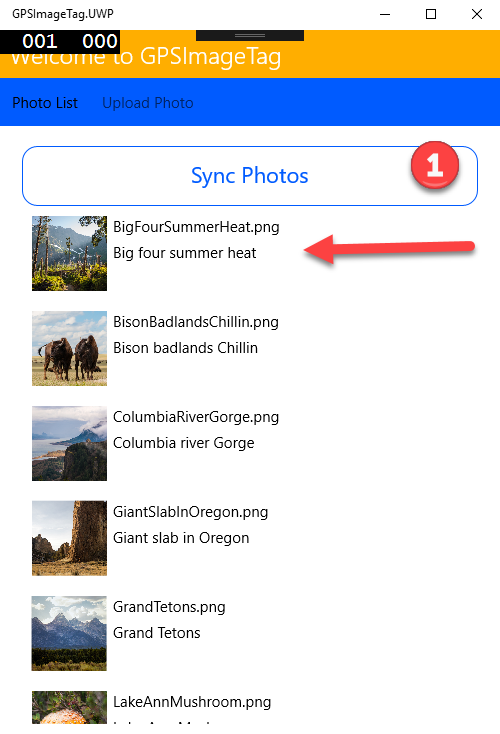 GPSImageTag.UWP
001 000
Welcome to GPSImageTag
Photo List Upload Photo
Sync Photos
1
BigFourSummerHeat.png
Big four summer heat
BisonBadlandsChillin.png
Bison badlands Chillin
ColumbiaRiverGorge.png
Columbia river Gorge
GiantSlabInOregon.png
Giant slab in Oregon
GrandTetons.png
Grand Tetons
LakeAnnMushroom.png